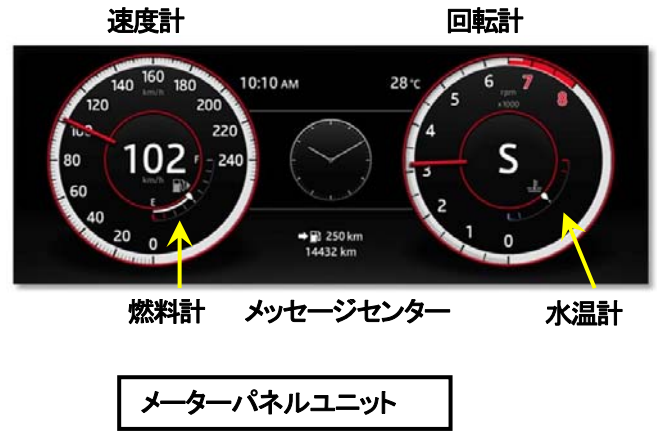 速度計 回転計
10:10 AM 28°C
0 20 40 60 80 100 120 140 160 180 200 220 240
km/h
102
km/h
E F
0 1 2 3 4 5 6 7 8
rpm
x1000
S
250 km
14432 km
燃料計 メッセージセンター 水温計
メーターパネルユニット